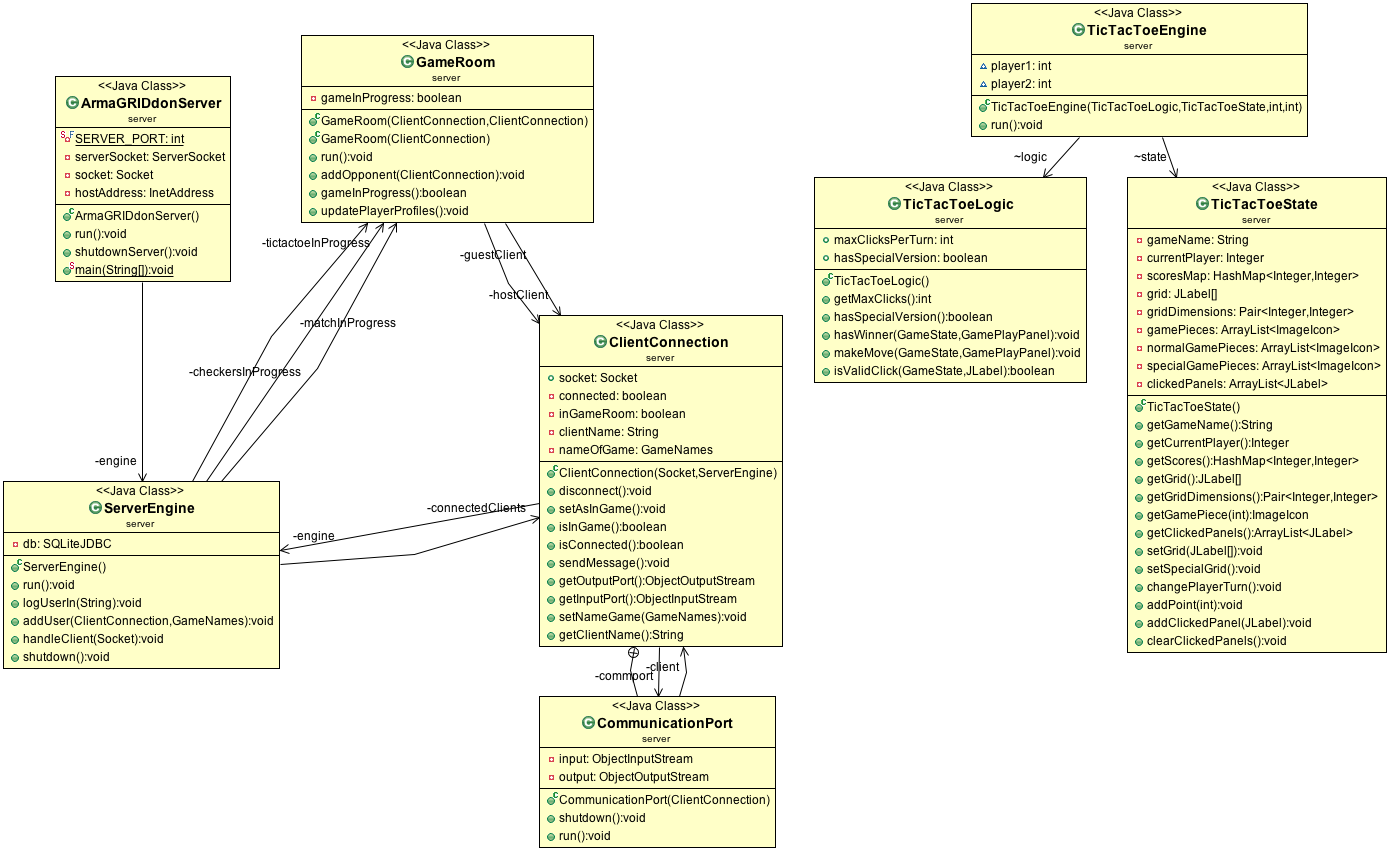 <<Java Class>>
ArmaGRIDdonServer
server
SERVER_PORT: int
serverSocket: ServerSocket
socket: Socket
hostAddress: InetAddress
ArmaGRIDdonServer()
run():void
shutdownServer():void
main(String[]):void
<<Java Class>>
GameRoom
server
gameInProgress: boolean
GameRoom(ClientConnection,ClientConnection)
GameRoom(ClientConnection)
run():void
addOpponent(ClientConnection):void
gameInProgress():boolean
updatePlayerProfiles():void
<<Java Class>>
TicTacToeEngine
server
player1: int
player2: int
TicTacToeEngine(TicTacToeLogic,TicTacToeState,int,int)
run():void
~logic
~state
<<Java Class>>
TicTacToeLogic
server
maxClicksPerTurn: int
hasSpecialVersion: boolean
TicTacToeLogic()
getMaxClicks():int
hasSpecialVersion():boolean
hasWinner(GameState,GamePlayPanel):void
makeMove(GameState,GamePlayPanel):void
isValidClick(GameState,JLabel):boolean
<<Java Class>>
TicTacToeState
server
gameName: String
currentPlayer: Integer
scoresMap: HashMap<Integer,Integer>
grid: JLabel[]
gridDimensions: Pair<Integer,Integer>
gamePieces: ArrayList<ImageIcon>
normalGamePieces: ArrayList<ImageIcon>
specialGamePieces: ArrayList<ImageIcon>
clickedPanels: ArrayList<JLabel>
TicTacToeState()
getGameName():String
getCurrentPlayer():Integer
getScores():HashMap<Integer,Integer>
getGrid():JLabel[]
getGridDimensions():Pair<Integer,Integer>
getGamePiece(int):ImageIcon
getClickedPanels():ArrayList<JLabel>
setGrid(JLabel[]):void
setSpecialGrid():void
changePlayerTurn():void
addPoint(int):void
addClickedPanel(JLabel):void
clearClickedPanels():void
-tictactoeInProgress
-matchInProgress
-checkersInProgress
-guestClient
-hostClient
-engine
<<Java Class>>
ClientConnection
server
socket: Socket
connected: boolean
inGameRoom: boolean
clientName: String
nameOfGame: GameNames
ClientConnection(Socket,ServerEngine)
disconnect():void
setAsInGame():void
isInGame():boolean
isConnected():boolean
sendMessage():void
getOutputPort():ObjectOutputStream
getInputPort():ObjectInputStream
setNameGame(GameNames):void
getClientName():String
<<Java Class>>
ServerEngine
server
db: SQLiteJDBC
ServerEngine()
run():void
logUserIn(String):void
addUser(ClientConnection,GameNames):void
handleClient(Socket):void
shutdown():void
-connectedClients
-engine
-client
-commport
<<Java Class>>
CommunicationPort
server
input: ObjectInputStream
output: ObjectOutputStream
CommunicationPort(ClientConnection)
shutdown():void
run():void